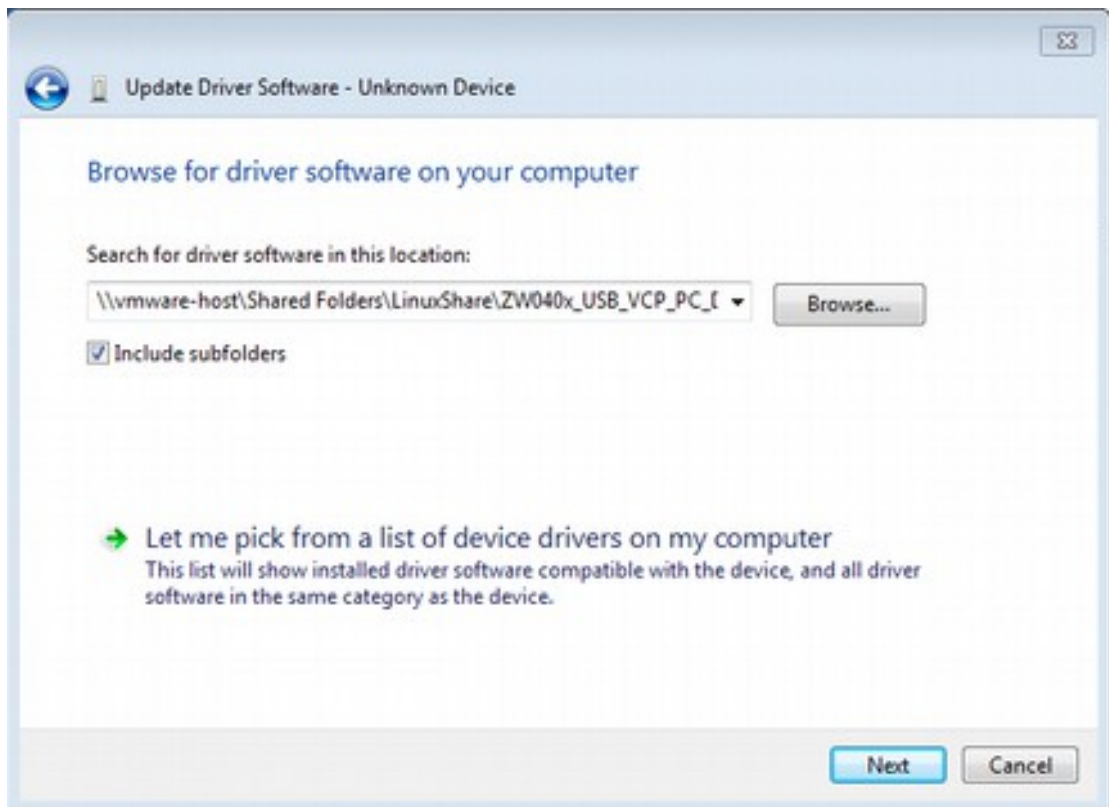 Update Driver Software - Unknown Device
Browse for driver software on your computer
Search for driver software in this location:
\\vmware-host\Shared Folders\LinuxShare\ZW040x_USB_VCP_PC_
Browse...
Include subfolders
Let me pick from a list of device drivers on my computer
This list will show installed driver software compatible with the device, and all driver
software in the same category as the device.
Next
Cancel